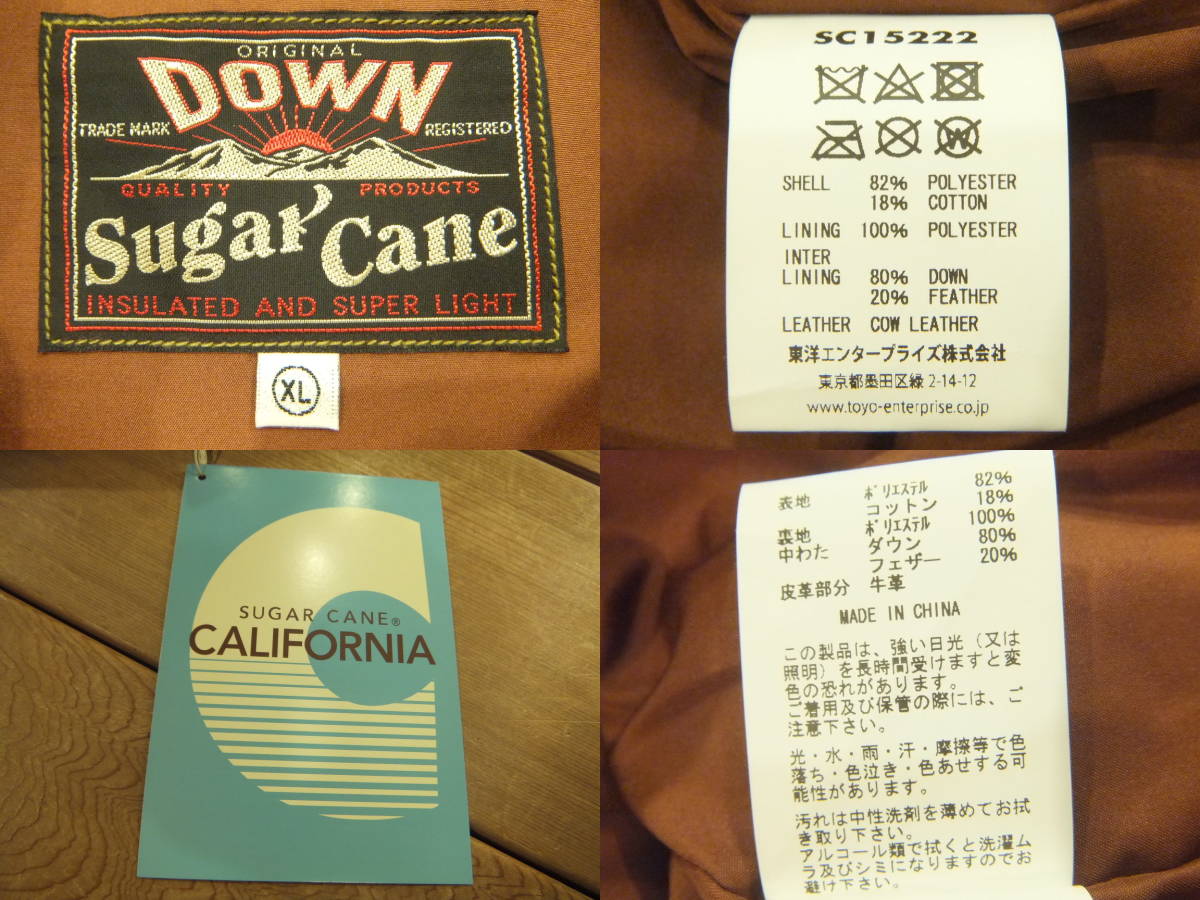 ORIGINAL
DOWN
TRADE MARK REGISTERED
QUALITY PRODUCTS
Sugar Cane
INSULATED AND SUPER LIGHT
XL
SC15222
W
SHELL 82% POLYESTER
18% COTTON
LINING 100% POLYESTER
INTER
LINING 80% DOWN
20% FEATHER
LEATHER COW LEATHER
東洋エンタープライズ株式会社
東京都墨田区緑 2-14-12
www.toyo-enterprise.co.jp
SUGAR CANE®
CALIFORNIA
表地 ﾎﾟﾘｴｽﾃﾙ 82%
コットン 18%
裏地 ﾎﾟﾘｴｽﾃﾙ 100%
中わた ダウン 80%
フェザー 20%
皮革部分 牛革
MADE IN CHINA
この製品は、強い日光（又は
照明）を長時間受けますと変
色の恐れがあります。
ご着用及び保管の際には、ご
注意下さい。
光・水・雨・汗・摩擦等で色
落ち・色泣き・色あせする可
能性があります。
汚れは中性洗剤を薄めてお拭
き取り下さい。
アルコール類で拭くと洗濯ム
ラ及びシミになりますのでお
避け下さい。